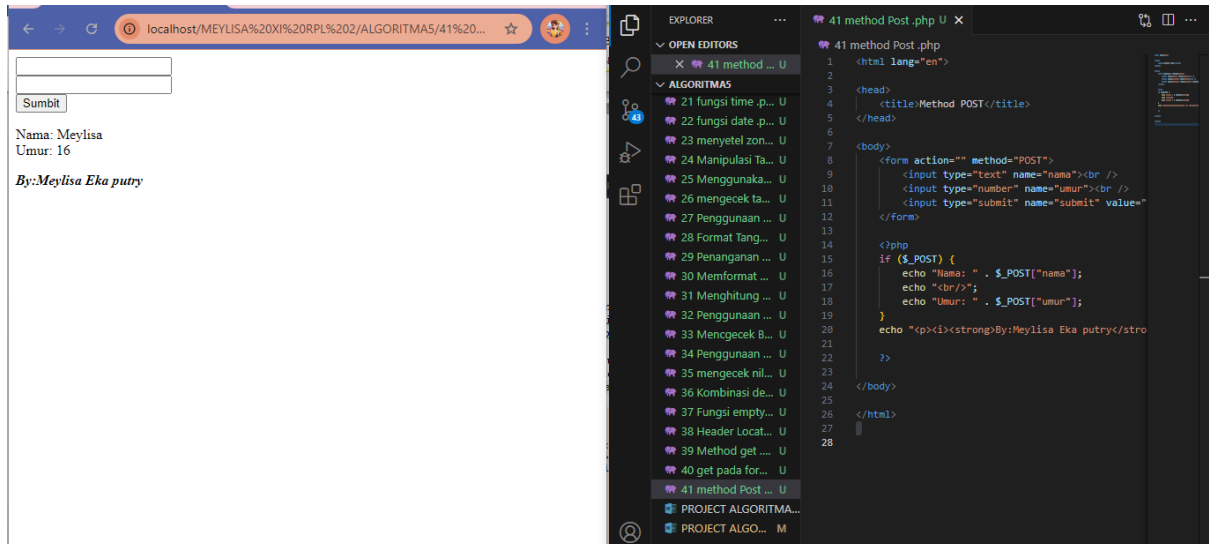 localhost/MEYLISA%20XI%20RPL%202/ALGORITMA5/41%20...
Sumbit
Nama: Meylisa
Umur: 16
By:Meylisa Eka putry
43
EXPLORER ...
OPEN EDITORS
41 method ... U
ALGORITMA5
21 fungsi time .p... U
22 fungsi date .p... U
23 menyetel zon... U
24 Manipulasi Ta... U
25 Menggunaka... U
26 mengecek ta... U
27 Penggunaan ... U
28 Format Tang... U
29 Penanganan ... U
30 Memformat ... U
31 Menghitung ... U
32 Penggunaan ... U
33 Mencgecek B... U
34 Penggunaan ... U
35 mengecek nil... U
36 Kombinasi de... U
37 Fungsi empty... U
38 Header Locat... U
39 Method get .... U
40 get pada for... U
41 method Post ... U
PROJECT ALGORITMA...
PROJECT ALGO... M
41 method Post .php U
41 method Post .php
1 <html lang="en">
2
3 <head>
4 <title>Method POST</title>
5 </head>
6
7 <body>
8 <form action="" method="POST">
9 <input type="text" name="nama"><br />
10 <input type="number" name="umur"><br />
11 <input type="submit" name="submit" value="
12 </form>
13
14 <?php
15 if ($_POST) {
16 echo "Nama: " . $_POST["nama"];
17 echo "<br/>";
18 echo "Umur: " . $_POST["umur"];
19 }
20 echo "<p><i><strong>By:Meylisa Eka putry</stro
21
22 ?>
23
24 </body>
25
26 </html>
27
28